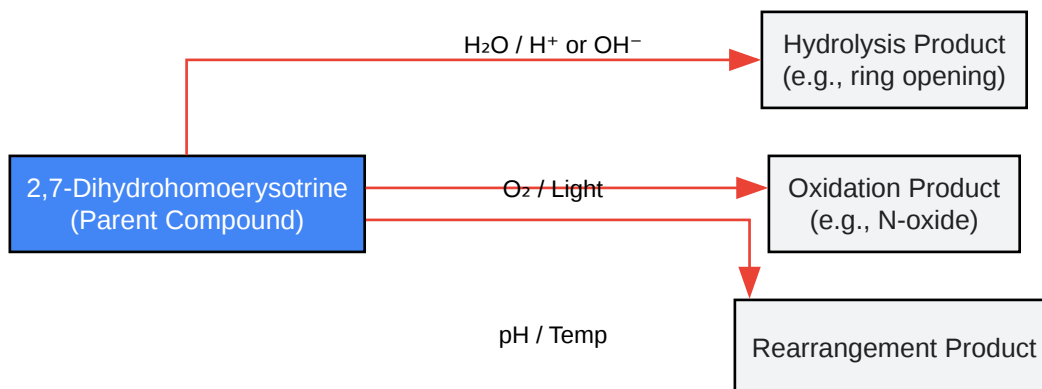 H₂O / H⁺ or OH⁻
Hydrolysis Product
(e.g., ring opening)
2,7-Dihydrohomoerysotrine
(Parent Compound)
O₂ / Light
Oxidation Product
(e.g., N-oxide)
pH / Temp
Rearrangement Product